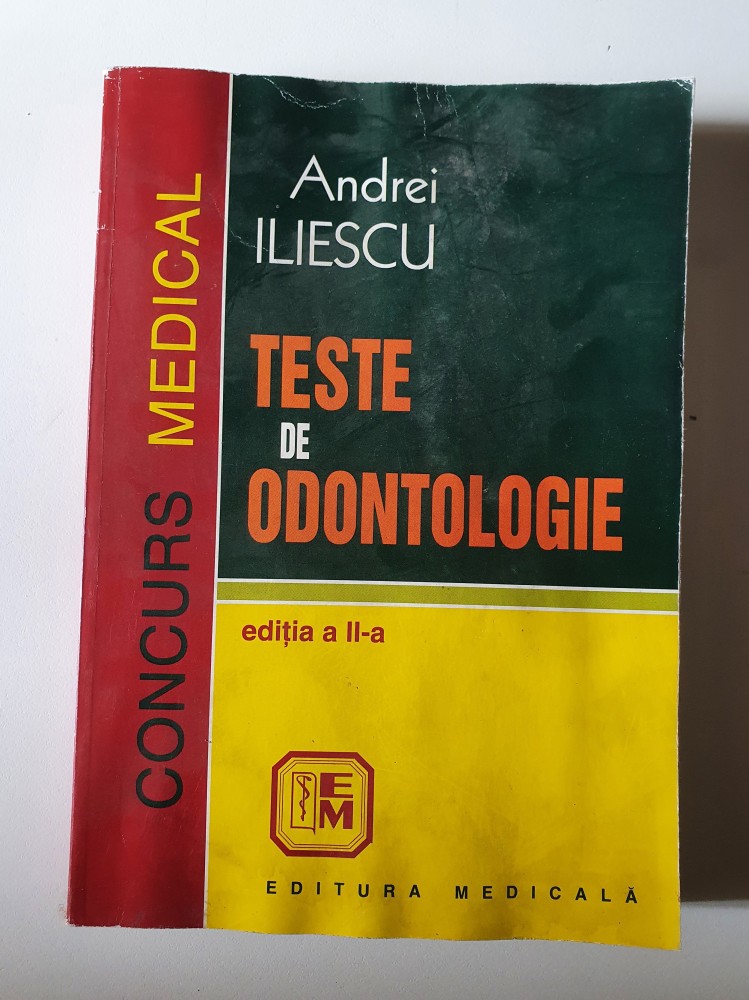 CONCURS MEDICAL
Andrei
ILIESCU
TESTE
DE
ODONTOLOGIE
ediția a II-a
EM
EDITURA MEDICALĂ